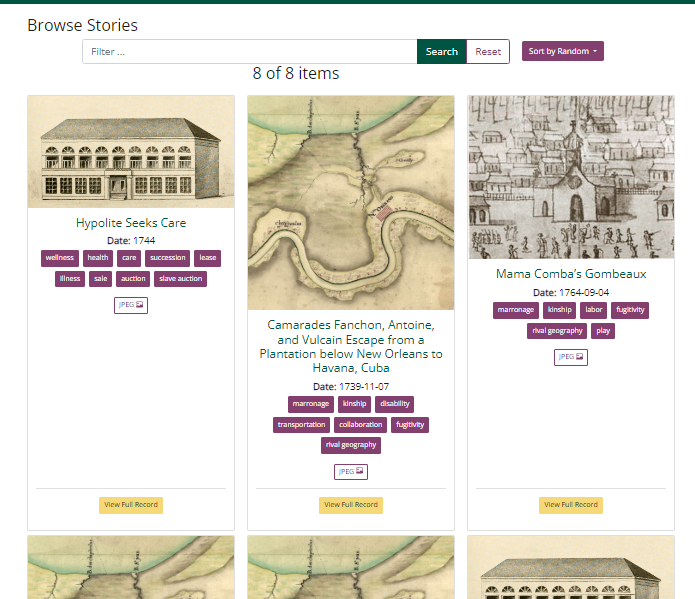 Browse Stories
Filter ...
Search
Reset
Sort by Random
8 of 8 items
Hypolite Seeks Care
Date: 1744
wellness health care succession lease
illness sale auction slave auction
JPEG
View Full Record
Camarades Fanchon, Antoine,
and Vulcain Escape from a
Plantation below New Orleans to
Havana, Cuba
Date: 1739-11-07
marronage kinship disability
transportation collaboration fugitivity
rival geography
JPEG
View Full Record
Mama Comba's Gombeaux
Date: 1764-09-04
marronage kinship labor fugitivity
rival geography play
JPEG
View Full Record